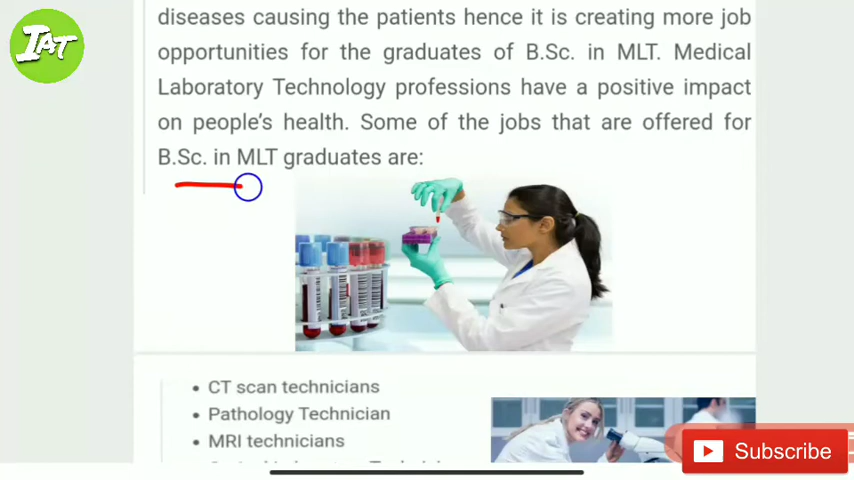 IAT
diseases causing the patients hence it is creating more job
opportunities for the graduates of B.Sc. in MLT. Medical
Laboratory Technology professions have a positive impact
on people's health. Some of the jobs that are offered for
B.Sc. in MLT graduates are:
• CT scan technicians
• Pathology Technician
• MRI technicians
Subscribe